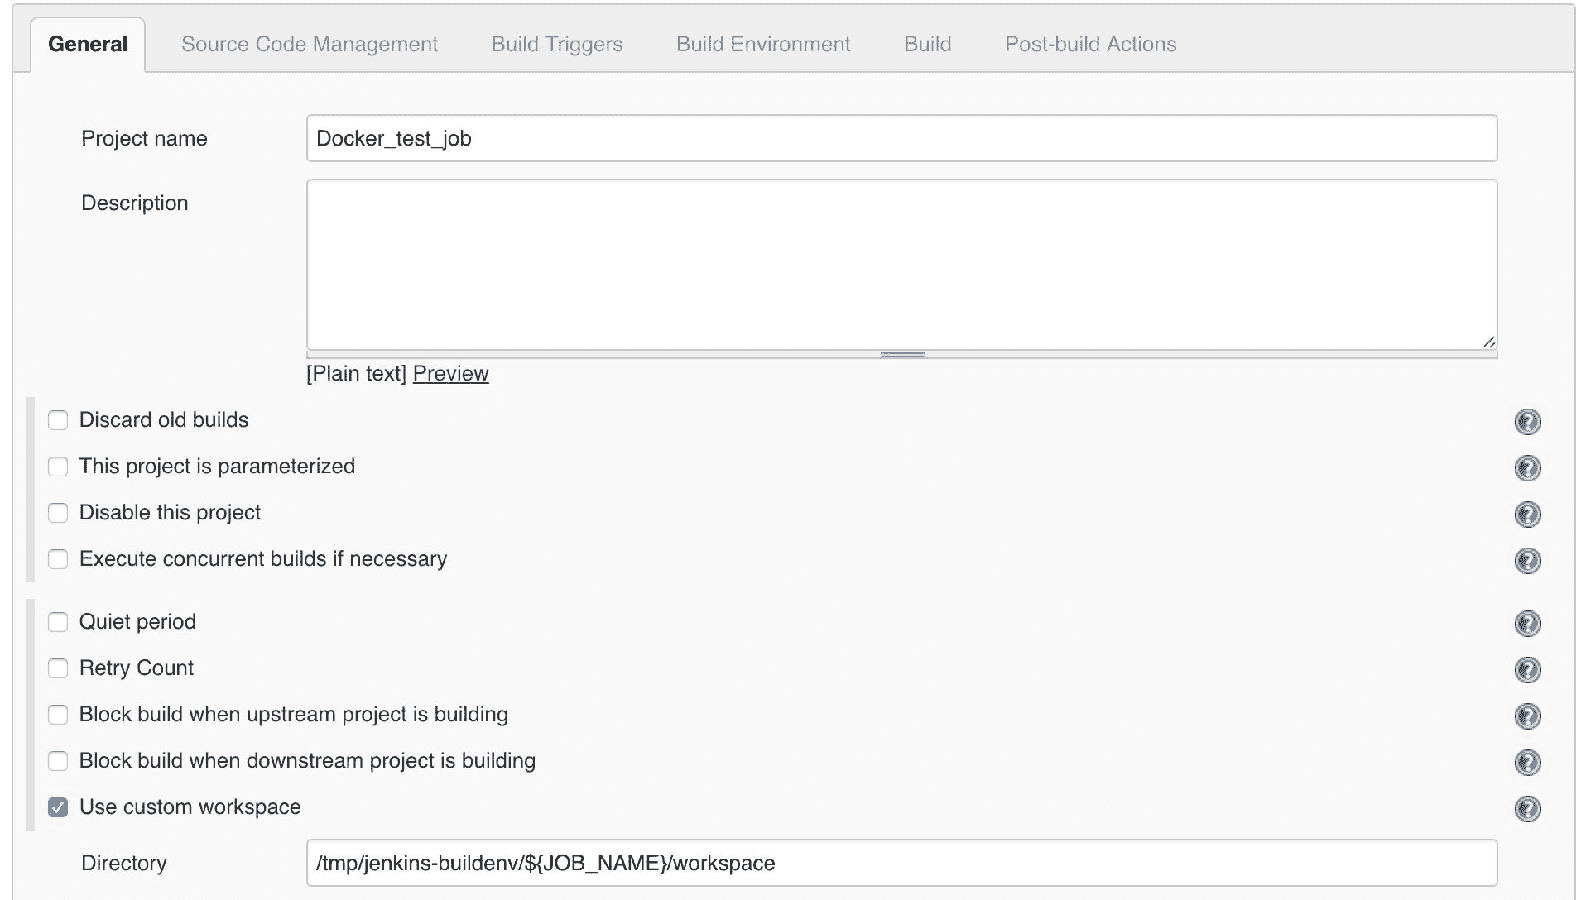 General Source Code Management Build Triggers Build Environment Build Post-build Actions
Project name Docker_test_job
Description
[Plain text] Preview
Discard old builds ?
This project is parameterized ?
Disable this project ?
Execute concurrent builds if necessary ?
Quiet period ?
Retry Count ?
Block build when upstream project is building ?
Block build when downstream project is building ?
Use custom workspace ?
Directory /tmp/jenkins-buildenv/${JOB_NAME}/workspace